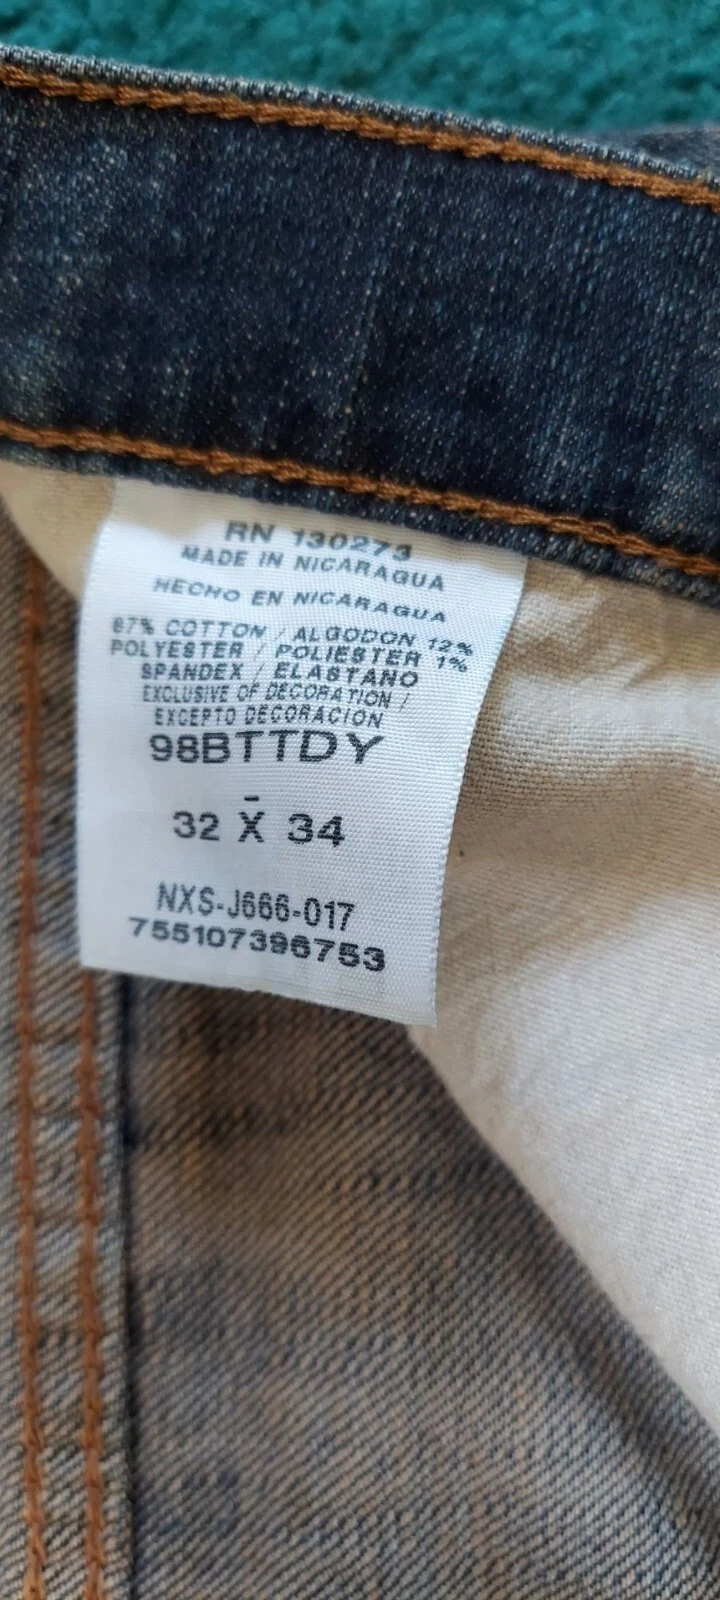 RN 130273
MADE IN NICARAGUA
HECHO EN NICARAGUA
87% COTTON / ALGODON 12%
POLYESTER / POLIESTER 1%
SPANDEX / ELASTANO
EXCLUSIVE OF DECORATION /
EXCEPTO DECORACION
98BTTDY
32 X 34
NXS-J666-017
755107396753